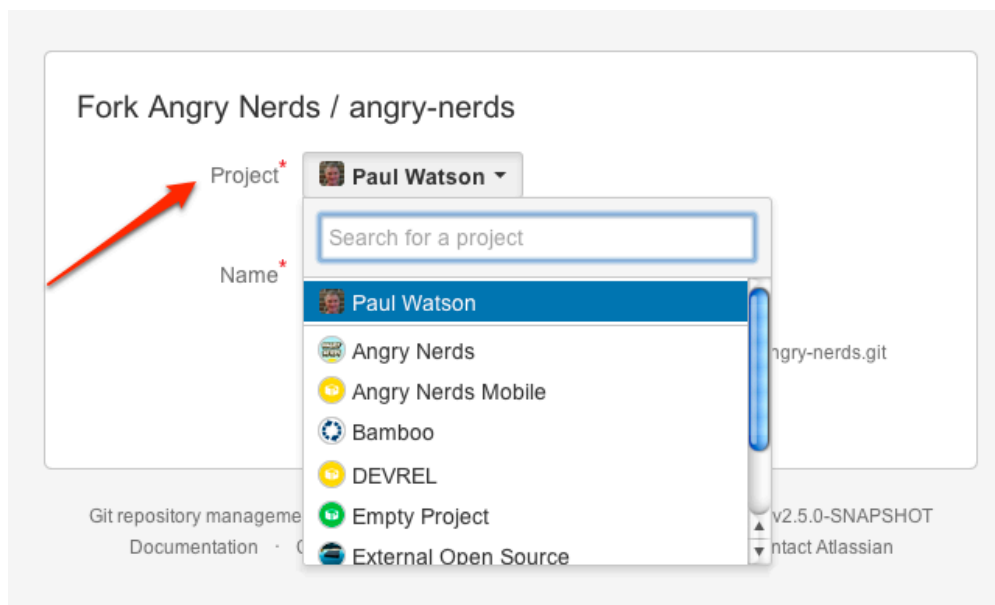 Fork Angry Nerds / angry-nerds
Project*
Paul Watson
Search for a project
Name*
Paul Watson
Angry Nerds
ngry-nerds.git
Angry Nerds Mobile
Bamboo
DEVREL
Git repository manageme
Empty Project
v2.5.0-SNAPSHOT
Documentation ·
ntact Atlassian
External Open Source